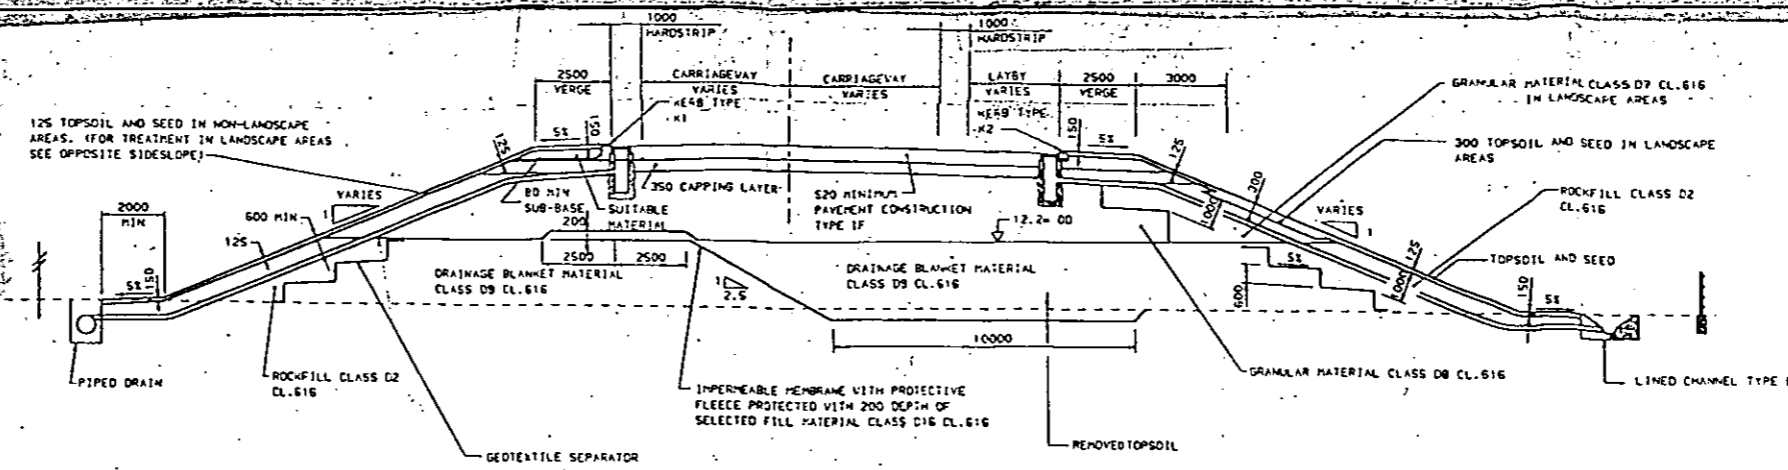 1000
HARDSTRIP
1000
HARDSTRIP
2500
VERGE
CARRIAGEWAY
VARIES
CARRIAGEWAY
VARIES
LAYBY
VARIES
2500
VERGE
3000
KERB TYPE
K1
KERB TYPE
K2
GRANULAR MATERIAL CLASS D7 CL.616
IN LANDSCAPE AREAS
125 TOPSOIL AND SEED IN NON-LANDSCAPE
AREAS. (FOR TREATMENT IN LANDSCAPE AREAS
SEE OPPOSITE SIDESLOPE)
5%
150
125
150
5%
125
300 TOPSOIL AND SEED IN LANDSCAPE
AREAS
80 MIN
SUB-BASE
SUITABLE
MATERIAL
350 CAPPING LAYER
520 MINIMUM
PAVEMENT CONSTRUCTION
TYPE 1F
12.2m OD
300
1000
ROCKFILL CLASS D2
CL.616
VARIES
1
VARIES
1
2000
MIN
600 MIN
125
200
2500
2500
DRAINAGE BLANKET MATERIAL
CLASS D9 CL.616
DRAINAGE BLANKET MATERIAL
CLASS D9 CL.616
1
2.5
5%
600
125
1000
TOPSOIL AND SEED
5%
150
150
5%
10000
PIPED DRAIN
ROCKFILL CLASS D2
CL.616
IMPERMEABLE MEMBRANE WITH PROTECTIVE
FLEECE PROTECTED WITH 200 DEPTH OF
SELECTED FILL MATERIAL CLASS D16 CL.616
GRANULAR MATERIAL CLASS D8 CL.616
LINED CHANNEL TYPE
REMOVED TOPSOIL
GEOTEXTILE SEPARATOR